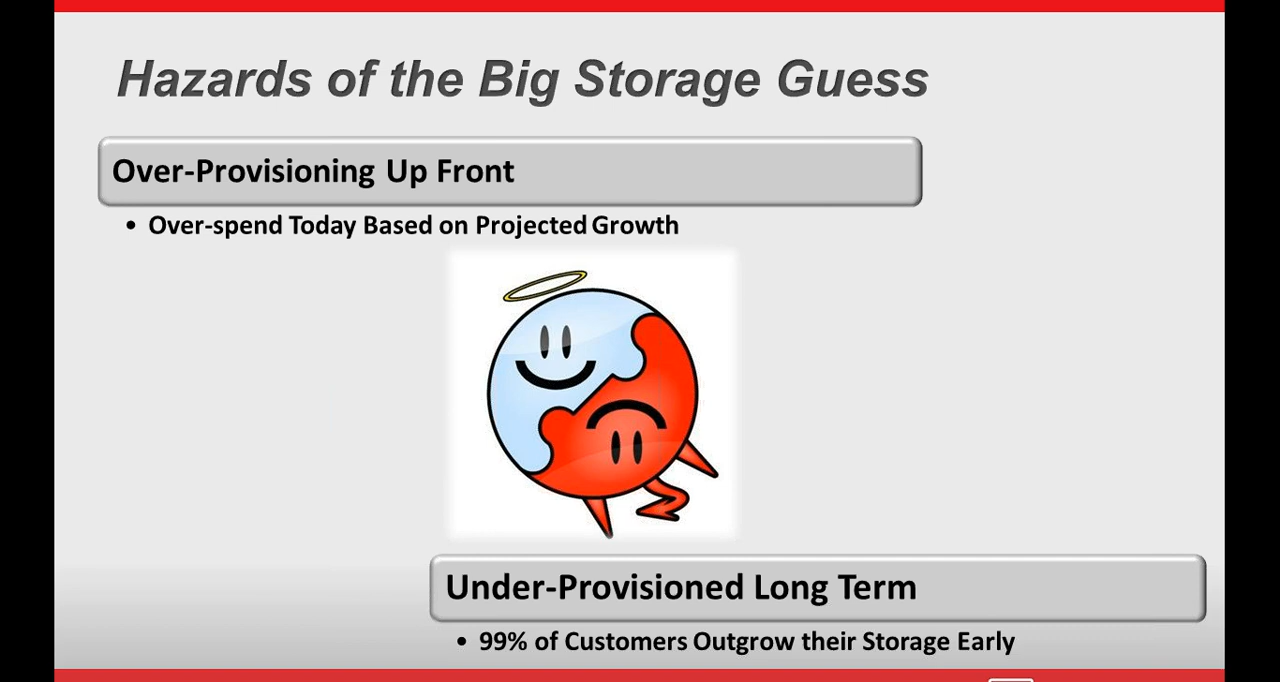 Hazards of the Big Storage Guess
Over-Provisioning Up Front
• Over-spend Today Based on Projected Growth
Under-Provisioned Long Term
• 99% of Customers Outgrow their Storage Early